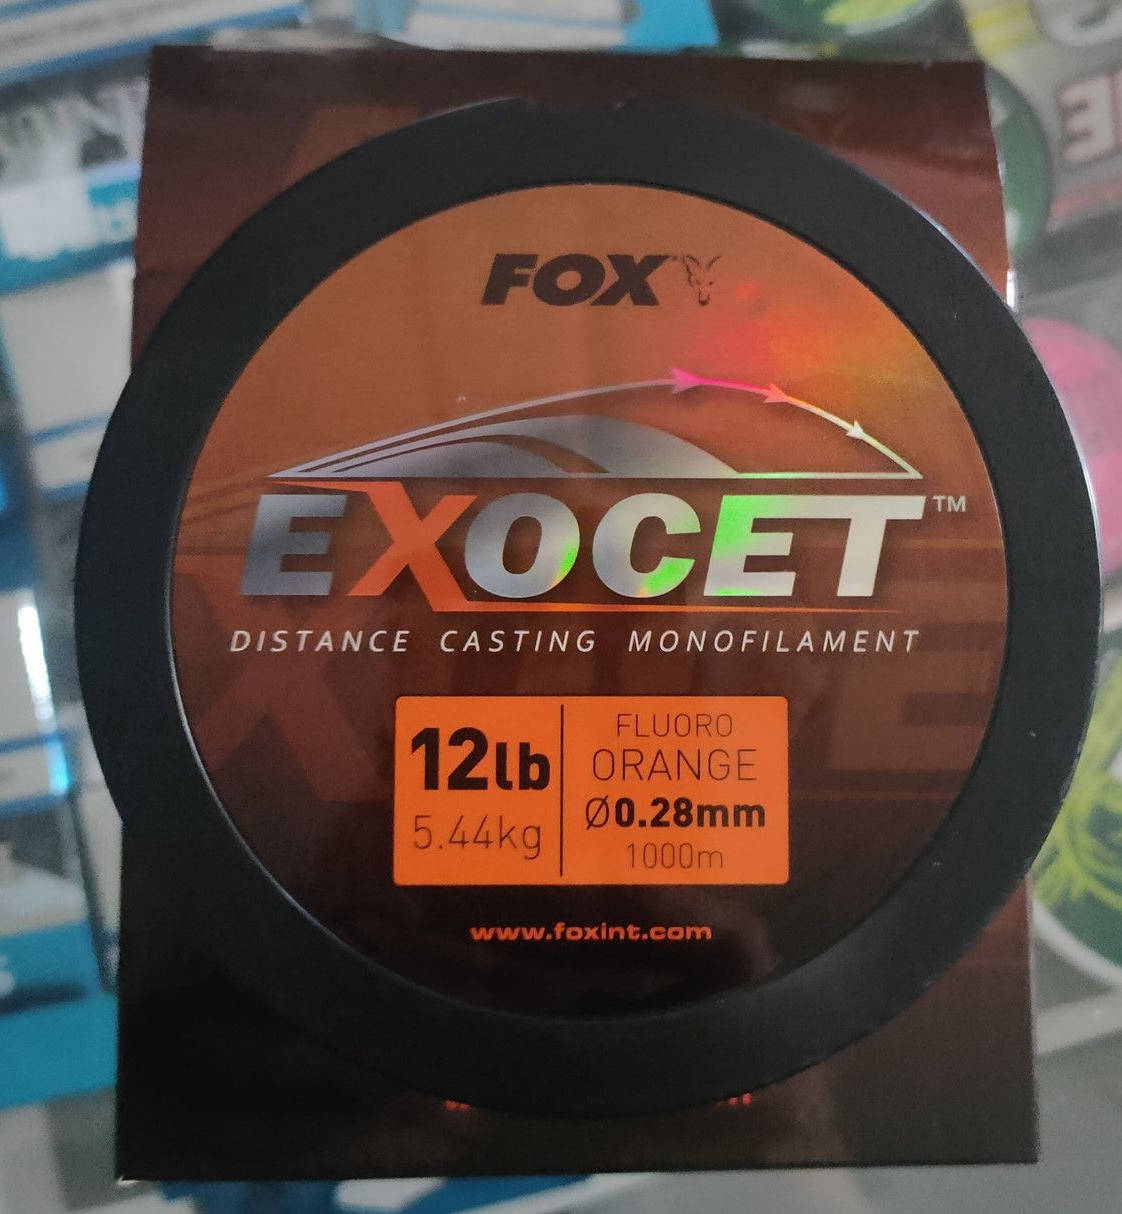 FOX
EXOCET™
DISTANCE CASTING MONOFILAMENT
12lb
5.44kg
FLUORO
ORANGE
Ø0.28mm
1000m
www.foxint.com